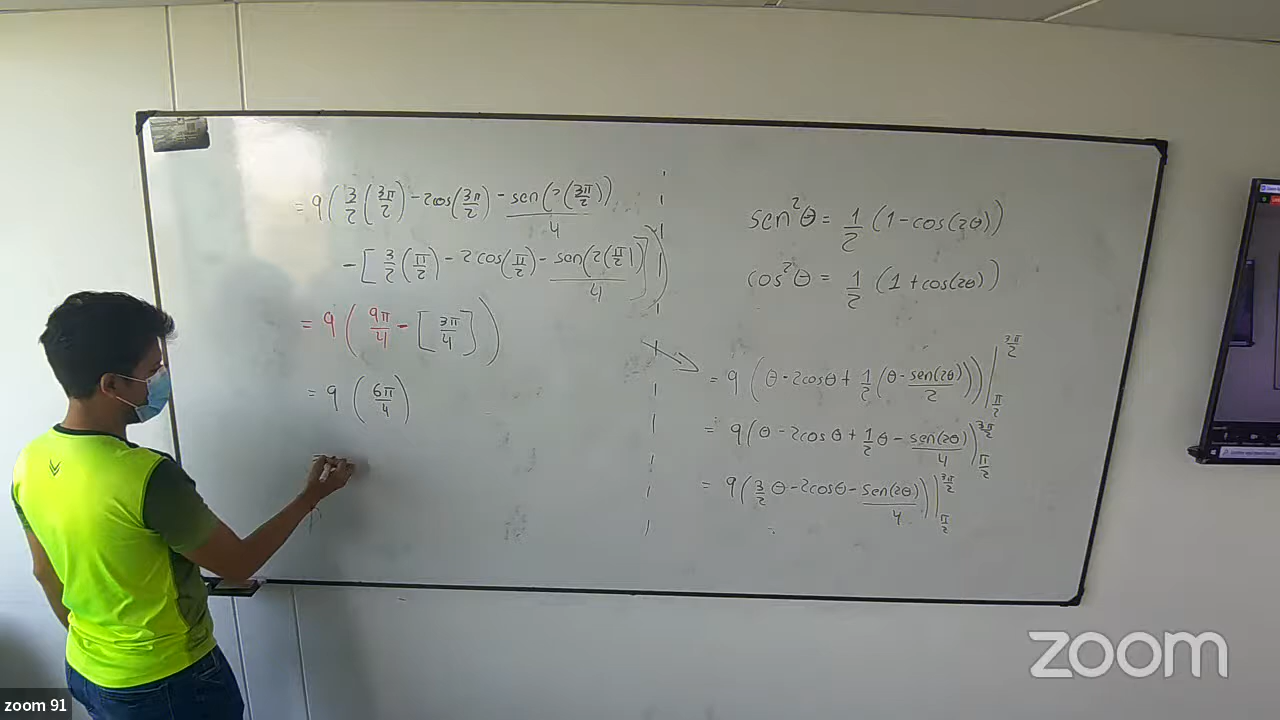 = 9 ( 3/2 (3π/2) - 2cos(3π/2) - sen(2(3π/2))/4
- [ 3/2 (π/2) - 2cos(π/2) - sen(2(π/2))/4 ] )
= 9 ( 9π/4 - [ 3π/4 ] )
= 9 ( 6π/4 )
sen²θ = 1/2 (1 - cos(2θ))
cos²θ = 1/2 (1 + cos(2θ))
= 9 ( θ - 2cosθ + 1/2 ( θ - sen(2θ)/2 ) ) | 3π/2 π/2
= 9 ( θ - 2cosθ + 1/2 θ - sen(2θ)/4 ) 3π/2 π/2
= 9 ( 3/2 θ - 2cosθ - sen(2θ)/4 ) | 3π/2 π/2
zoom
zoom 91